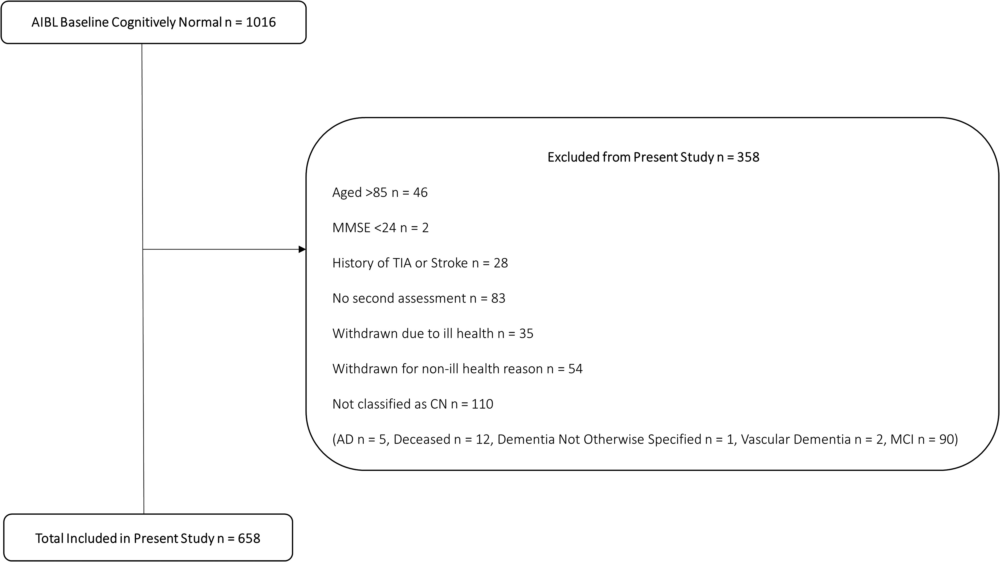 AIBL Baseline Cognitively Normal n = 1016
Excluded from Present Study n = 358
Aged >85 n = 46
MMSE <24 n = 2
History of TIA or Stroke n = 28
No second assessment n = 83
Withdrawn due to ill health n = 35
Withdrawn for non-ill health reason n = 54
Not classified as CN n = 110
(AD n = 5, Deceased n = 12, Dementia Not Otherwise Specified n = 1, Vascular Dementia n = 2, MCI n = 90)
Total Included in Present Study n = 658